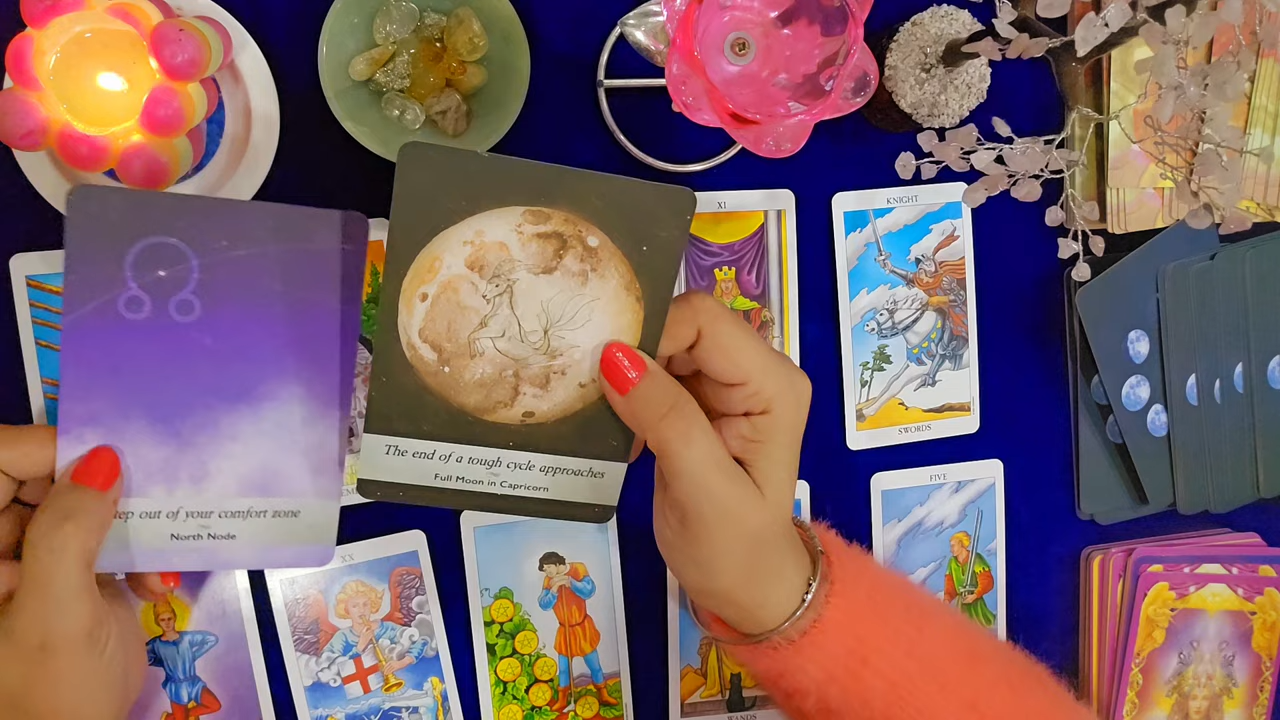 XI
KNIGHT
The end of a tough cycle approaches
Full Moon in Capricorn
SWORDS
FIVE
tep out of your comfort zone
North Node
XX
WANDS